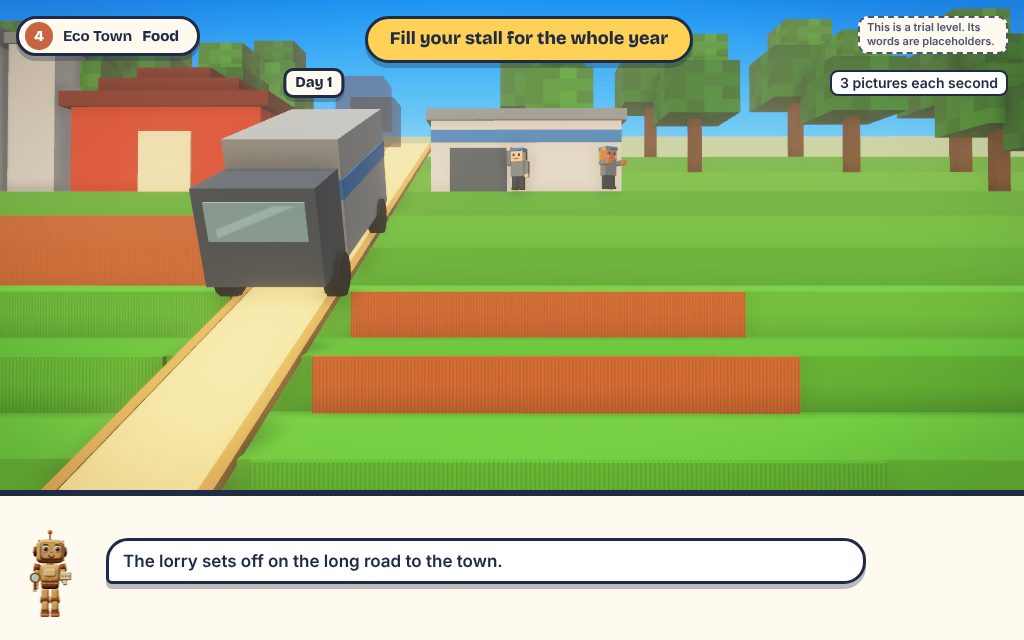 4 Eco Town Food
Fill your stall for the whole year
This is a trial level. Its
words are placeholders.
Day 1
3 pictures each second
The lorry sets off on the long road to the town.